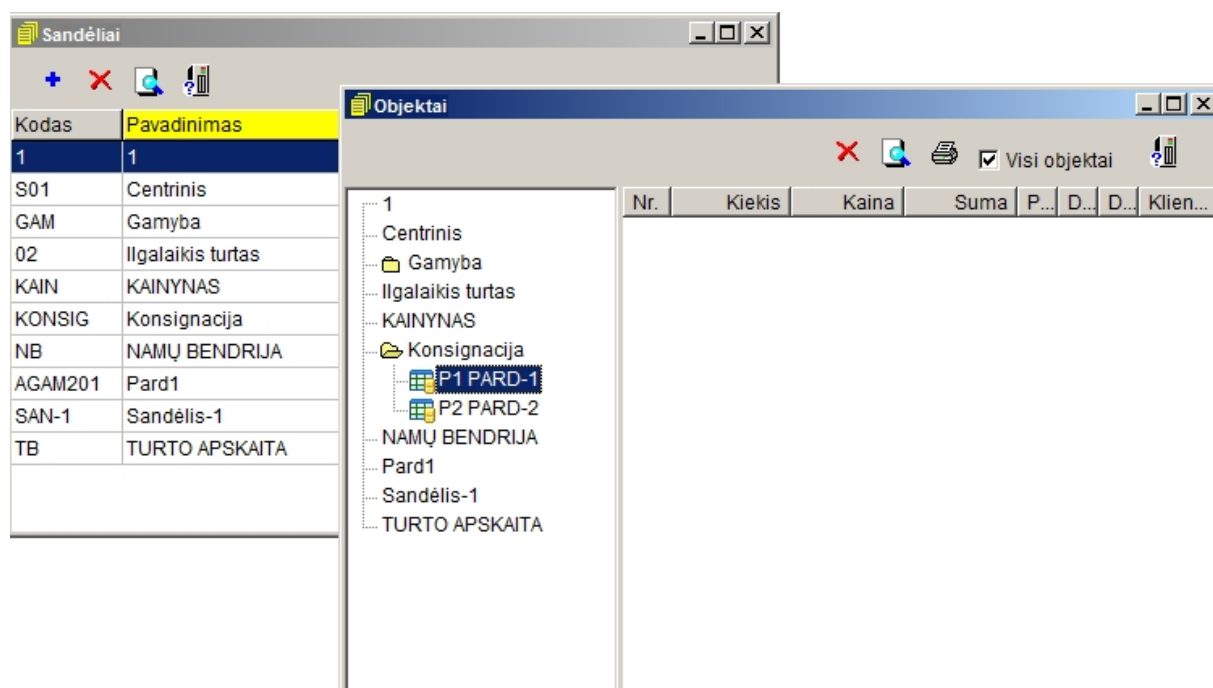 Sandėliai
Kodas Pavadinimas
1 1
S01 Centrinis
GAM Gamyba
02 Ilgalaikis turtas
KAIN KAINYNAS
KONSIG Konsignacija
NB NAMŲ BENDRIJA
AGAM201 Pard1
SAN-1 Sandėlis-1
TB TURTO APSKAITA
Objektai
Visi objektai
1
Centrinis
Gamyba
Ilgalaikis turtas
KAINYNAS
Konsignacija
P1 PARD-1
P2 PARD-2
NAMŲ BENDRIJA
Pard1
Sandėlis-1
TURTO APSKAITA
Nr. Kiekis Kaina Suma P... D... D... Klien...